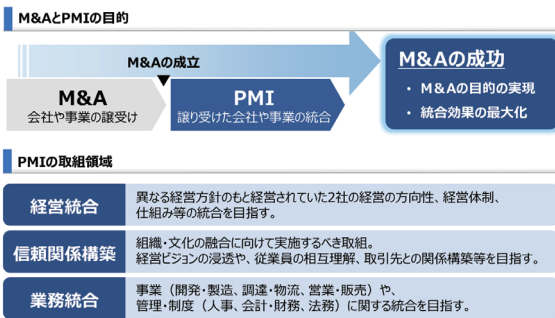 M&AとPMIの目的
M&Aの成立
M&A
会社や事業の譲受け
PMI
譲り受けた会社や事業の統合
M&Aの成功
・ M&Aの目的の実現
・ 統合効果の最大化
PMIの取組領域
経営統合
異なる経営方針のもと経営されていた2社の経営の方向性、経営体制、
仕組み等の統合を目指す。
信頼関係構築
組織・文化の融合に向けて実施するべき取組。
経営ビジョンの浸透や、従業員の相互理解、取引先との関係構築等を目指す。
業務統合
事業（開発・製造、調達・物流、営業・販売）や、
管理・制度（人事、会計・財務、法務）に関する統合を目指す。